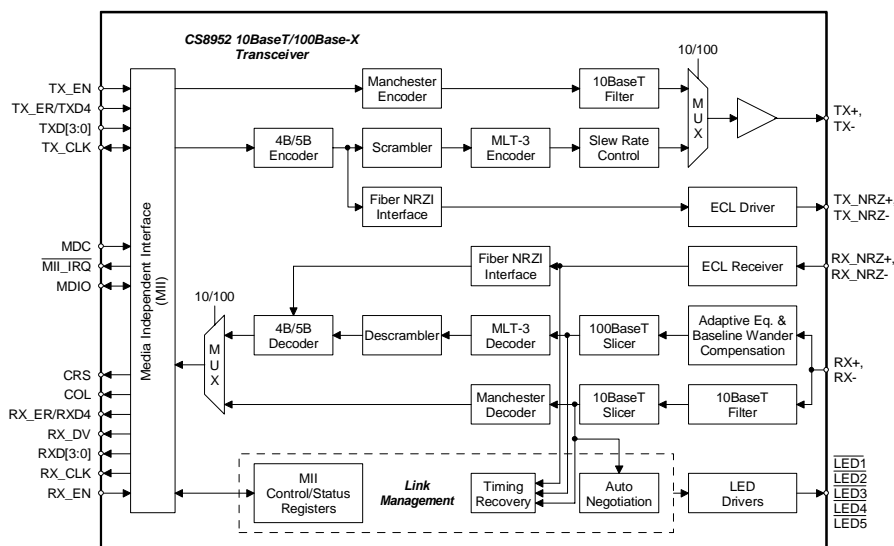 CS8952 10BaseT/100Base-X
Transceiver
10/100
TX_EN
TX_ER/TXD4
TXD[3:0]
TX_CLK
Manchester
Encoder
10BaseT
Filter
MUX
TX+,
TX-
4B/5B
Encoder
Scrambler
MLT-3
Encoder
Slew Rate
Control
Fiber NRZI
Interface
ECL Driver
TX_NRZ+,
TX_NRZ-
Media Independent Interface
(MII)
MDC
MII_IRQ
MDIO
Fiber NRZI
Interface
ECL Receiver
RX_NRZ+,
RX_NRZ-
10/100
MUX
4B/5B
Decoder
Descrambler
MLT-3
Decoder
100BaseT
Slicer
Adaptive Eq. &
Baseline Wander
Compensation
RX+,
RX-
CRS
COL
RX_ER/RXD4
RX_DV
RXD[3:0]
RX_CLK
RX_EN
Manchester
Decoder
10BaseT
Slicer
10BaseT
Filter
MII
Control/Status
Registers
Link
Management
Timing
Recovery
Auto
Negotiation
LED
Drivers
LED1
LED2
LED3
LED4
LED5